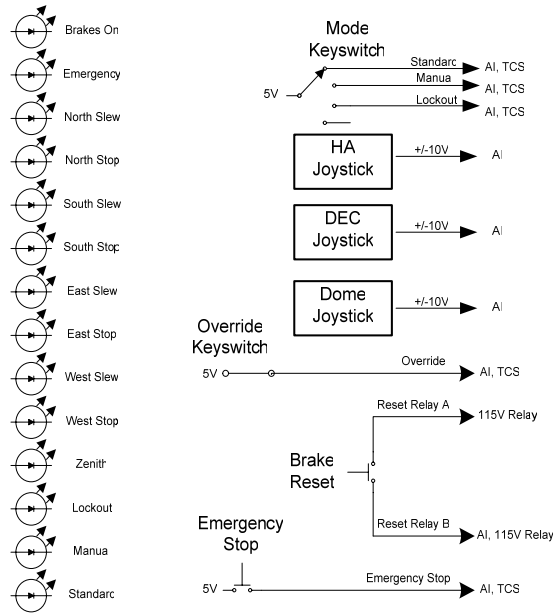 Brakes On
Emergency
North Slew
North Stop
South Slew
South Stop
East Slew
East Stop
West Slew
West Stop
Zenith
Lockout
Manua
Standarc
Mode
Keyswitch
5V
Standarc
AI, TCS
Manua
AI, TCS
Lockout
AI, TCS
HA
Joystick
+/-10V
AI
DEC
Joystick
+/-10V
AI
Dome
Joystick
+/-10V
AI
Override
Keyswitch
5V
Override
AI, TCS
Reset Relay A
115V Relay
Brake
Reset
Reset Relay B
AI, 115V Relay
Emergency
Stop
5V
Emergency Stop
AI, TCS